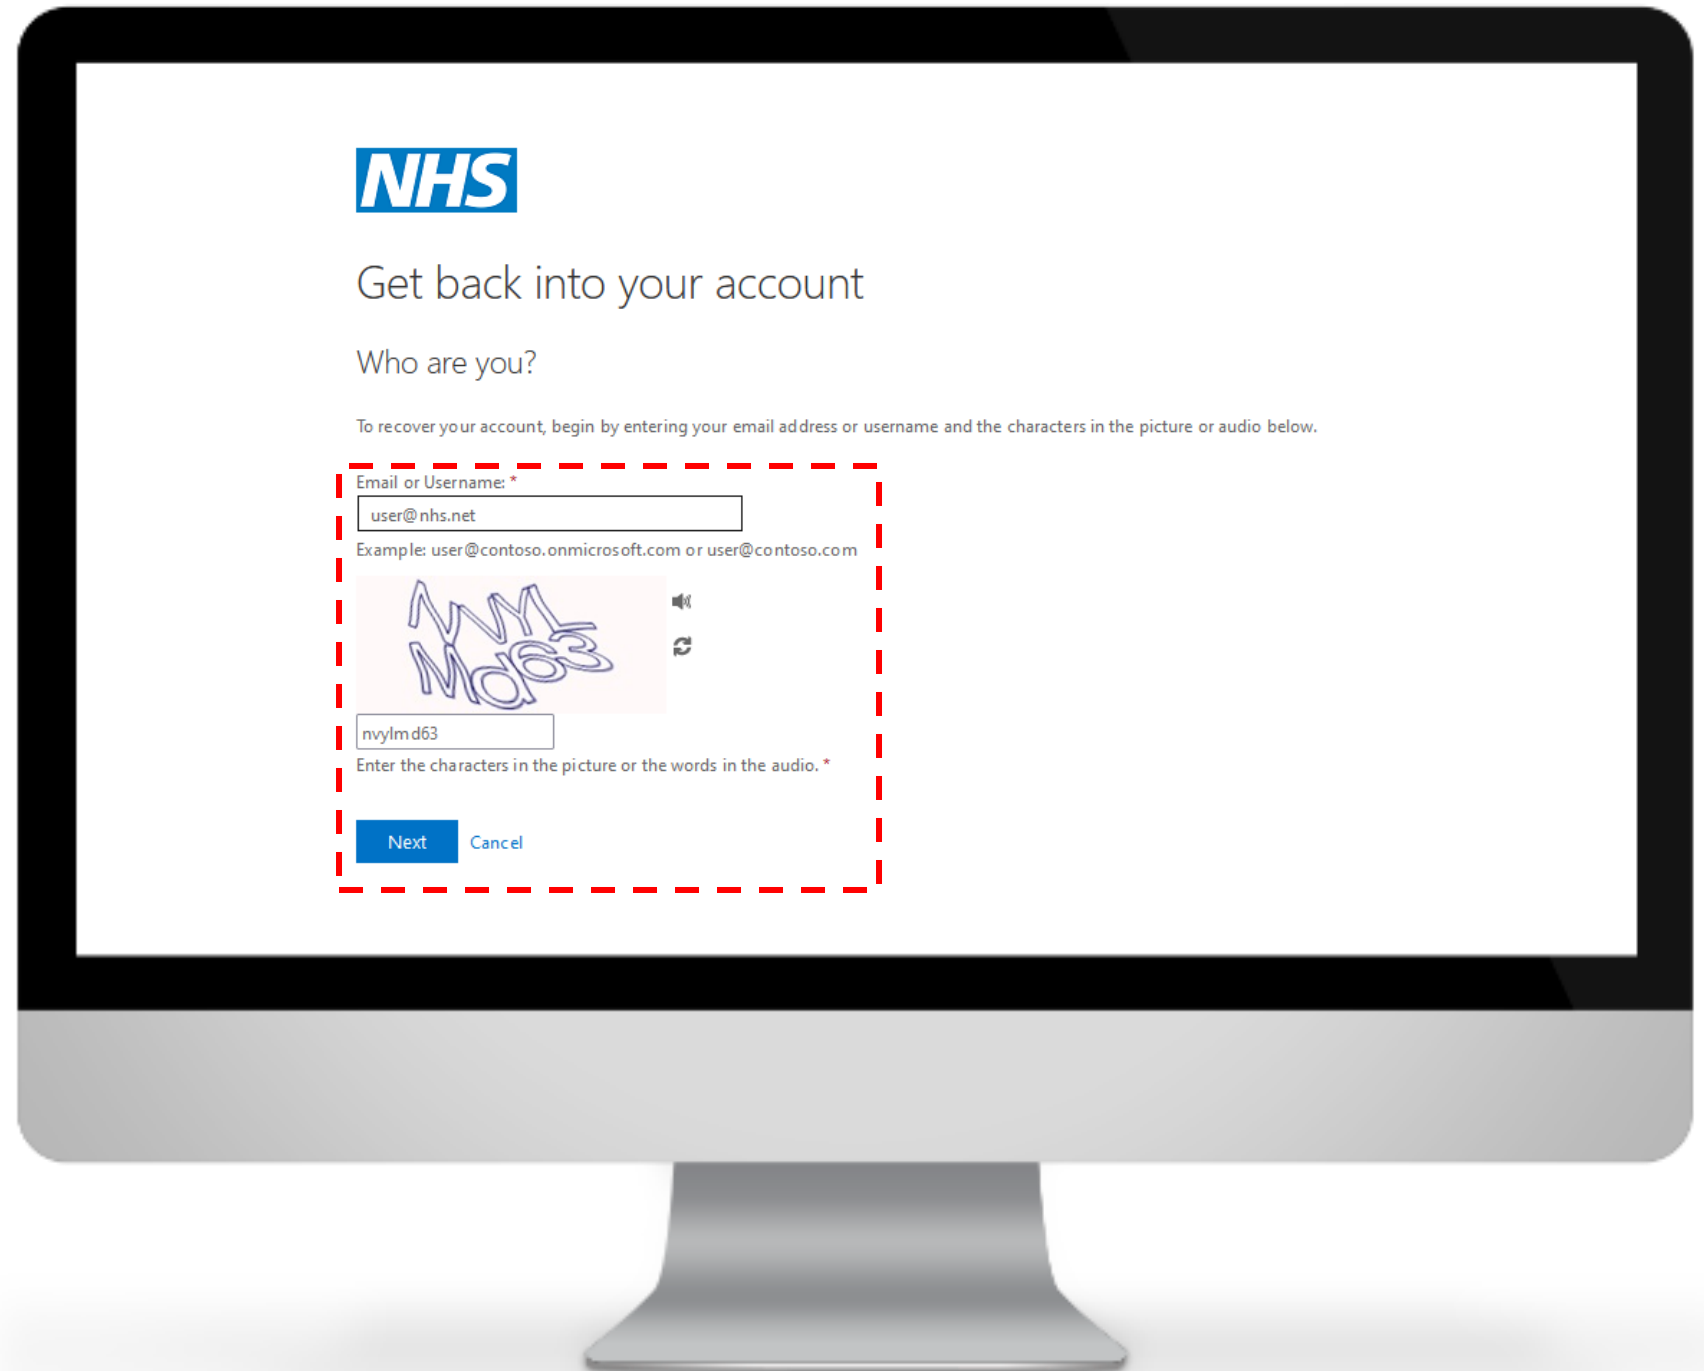 NHS
Get back into your account
Who are you?
To recover your account, begin by entering your email address or username and the characters in the picture or audio below.
Email or Username: *
user@nhs.net
Example: user@contoso.onmicrosoft.com or user@contoso.com
NVYL
Md63
nvylmd63
Enter the characters in the picture or the words in the audio. *
Next Cancel